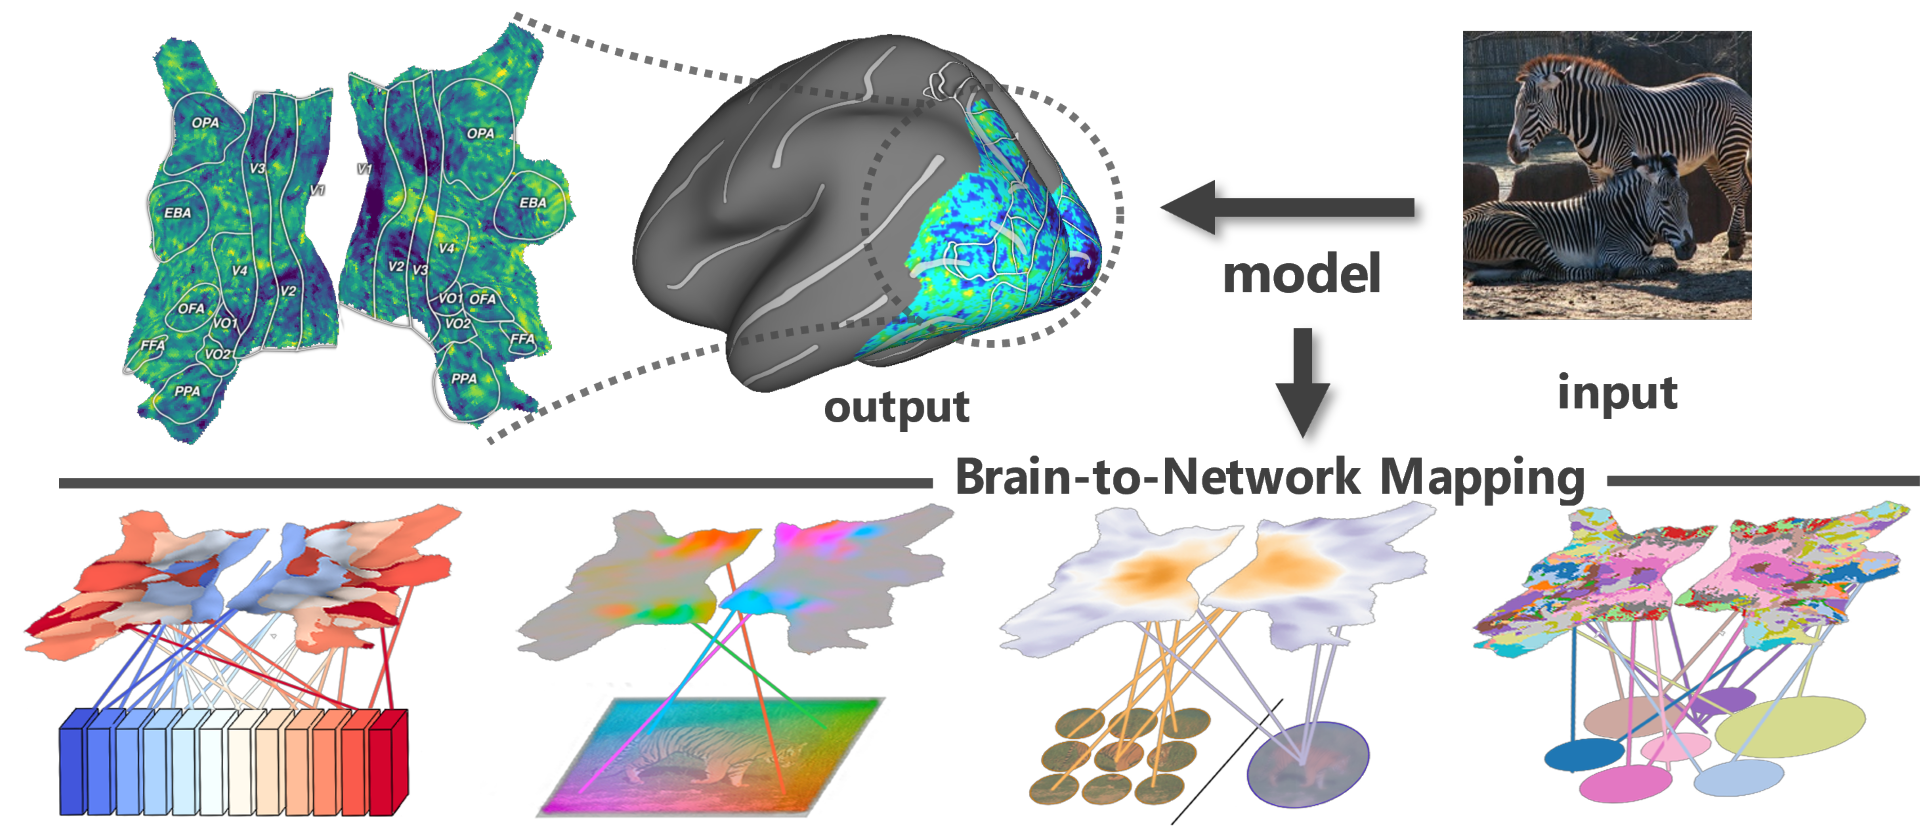 OPA
V3
V1
EBA
V4
V2
OFA
VO1
FFA
VO2
PPA
V1
OPA
EBA
V4
V2
V3
VO1
OFA
VO2
FFA
PPA
model
output
input
Brain-to-Network Mapping